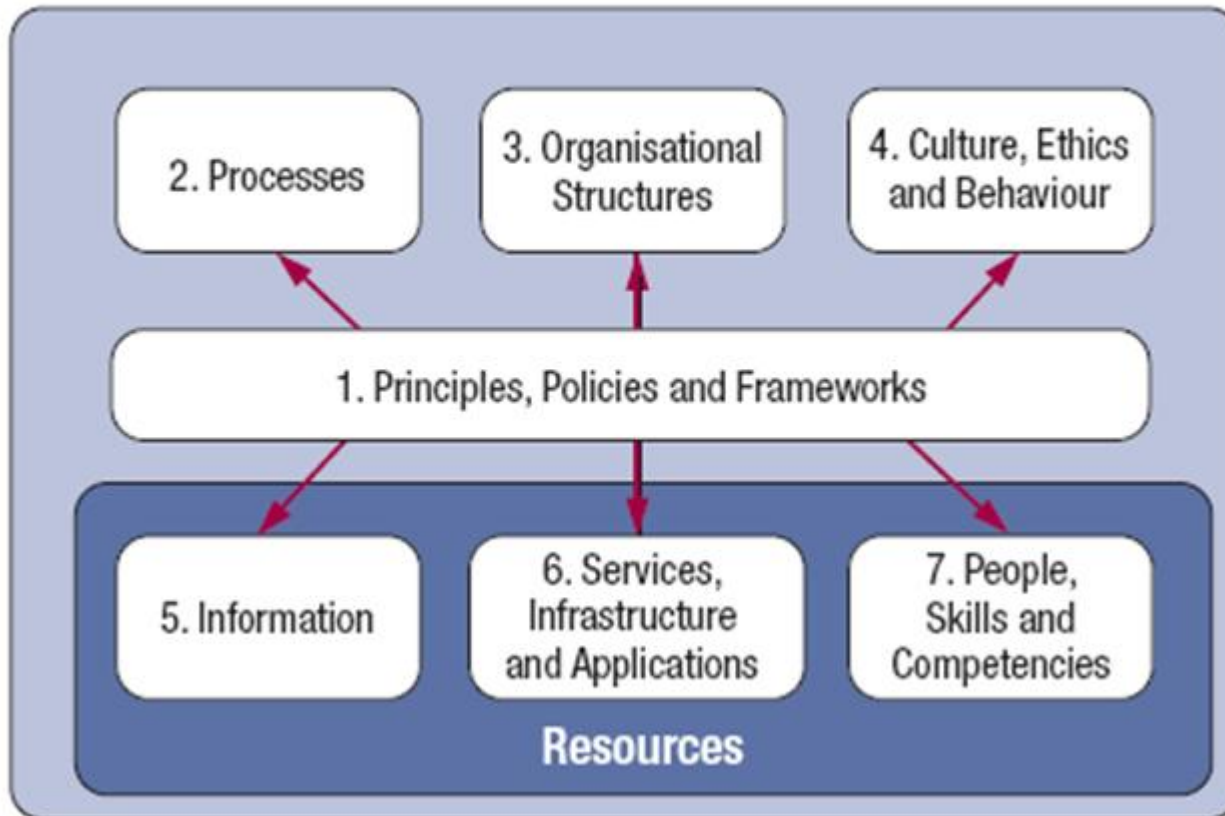 2. Processes
3. Organisational
Structures
4. Culture, Ethics
and Behaviour
1. Principles, Policies and Frameworks
5. Information
6. Services,
Infrastructure
and Applications
7. People,
Skills and
Competencies
Resources